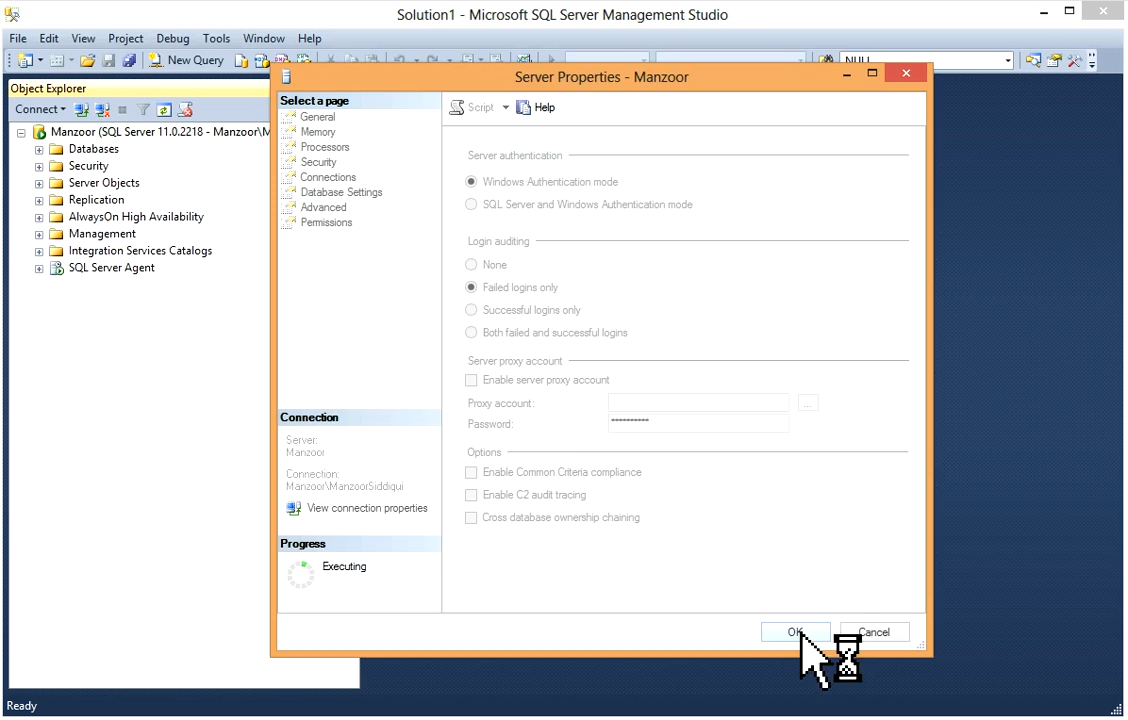 Solution1 - Microsoft SQL Server Management Studio
File Edit View Project Debug Tools Window Help
New Query NULL
Object Explorer
Connect
Manzoor (SQL Server 11.0.2218 - Manzoor\M
Databases
Security
Server Objects
Replication
AlwaysOn High Availability
Management
Integration Services Catalogs
SQL Server Agent
Server Properties - Manzoor
Select a page
General
Memory
Processors
Security
Connections
Database Settings
Advanced
Permissions
Connection
Server:
Manzoor
Connection:
Manzoor\ManzoorSiddiqui
View connection properties
Progress
Executing
Script Help
Server authentication
Windows Authentication mode
SQL Server and Windows Authentication mode
Login auditing
None
Failed logins only
Successful logins only
Both failed and successful logins
Server proxy account
Enable server proxy account
Proxy account: ...
Password: **********
Options
Enable Common Criteria compliance
Enable C2 audit tracing
Cross database ownership chaining
OK Cancel
Ready